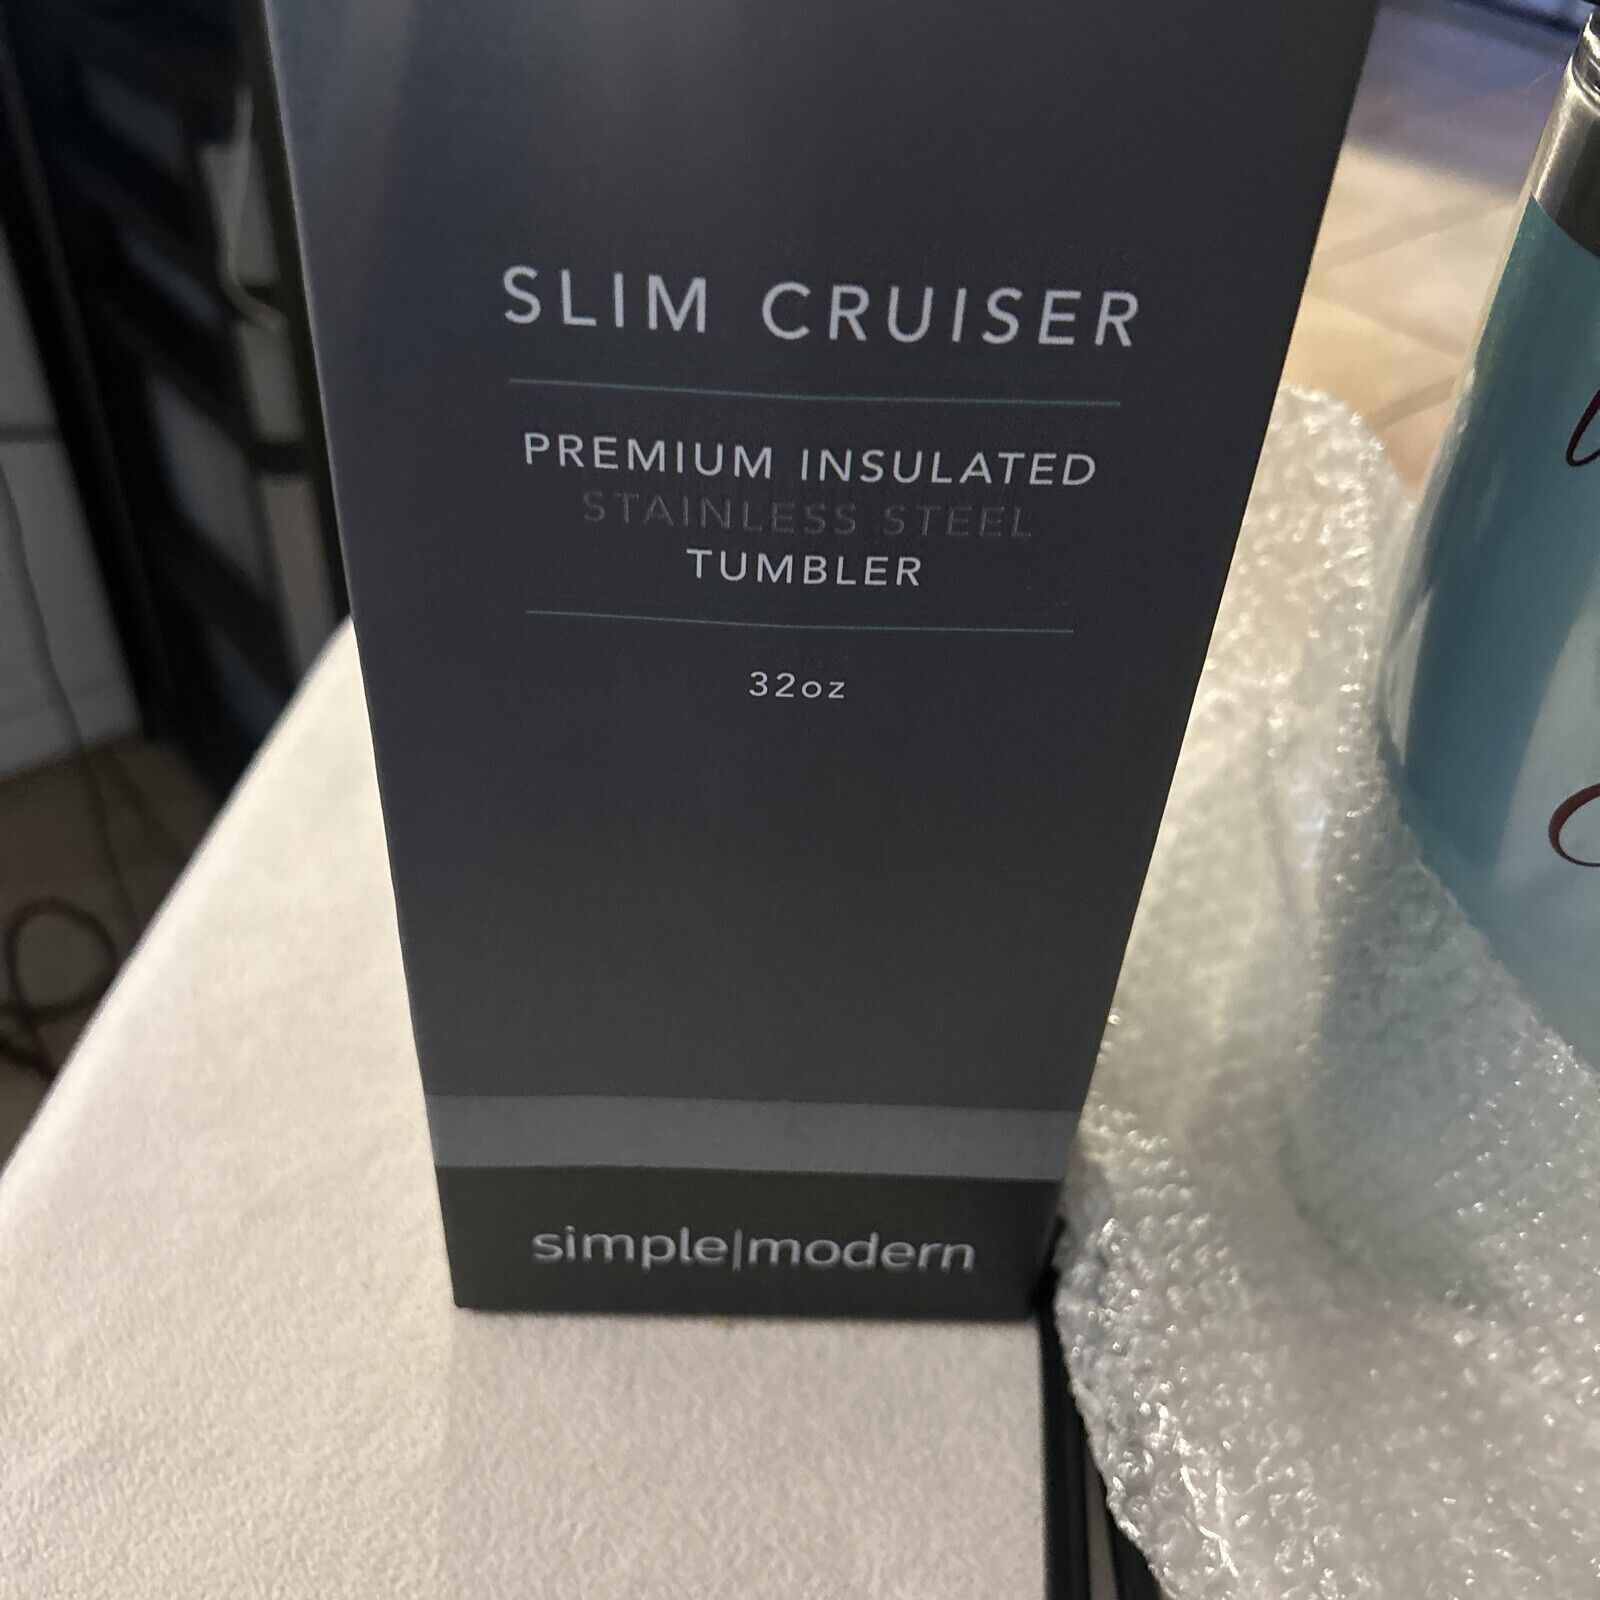 SLIM CRUISER
PREMIUM INSULATED
STAINLESS STEEL
TUMBLER
32oz
simple|modern